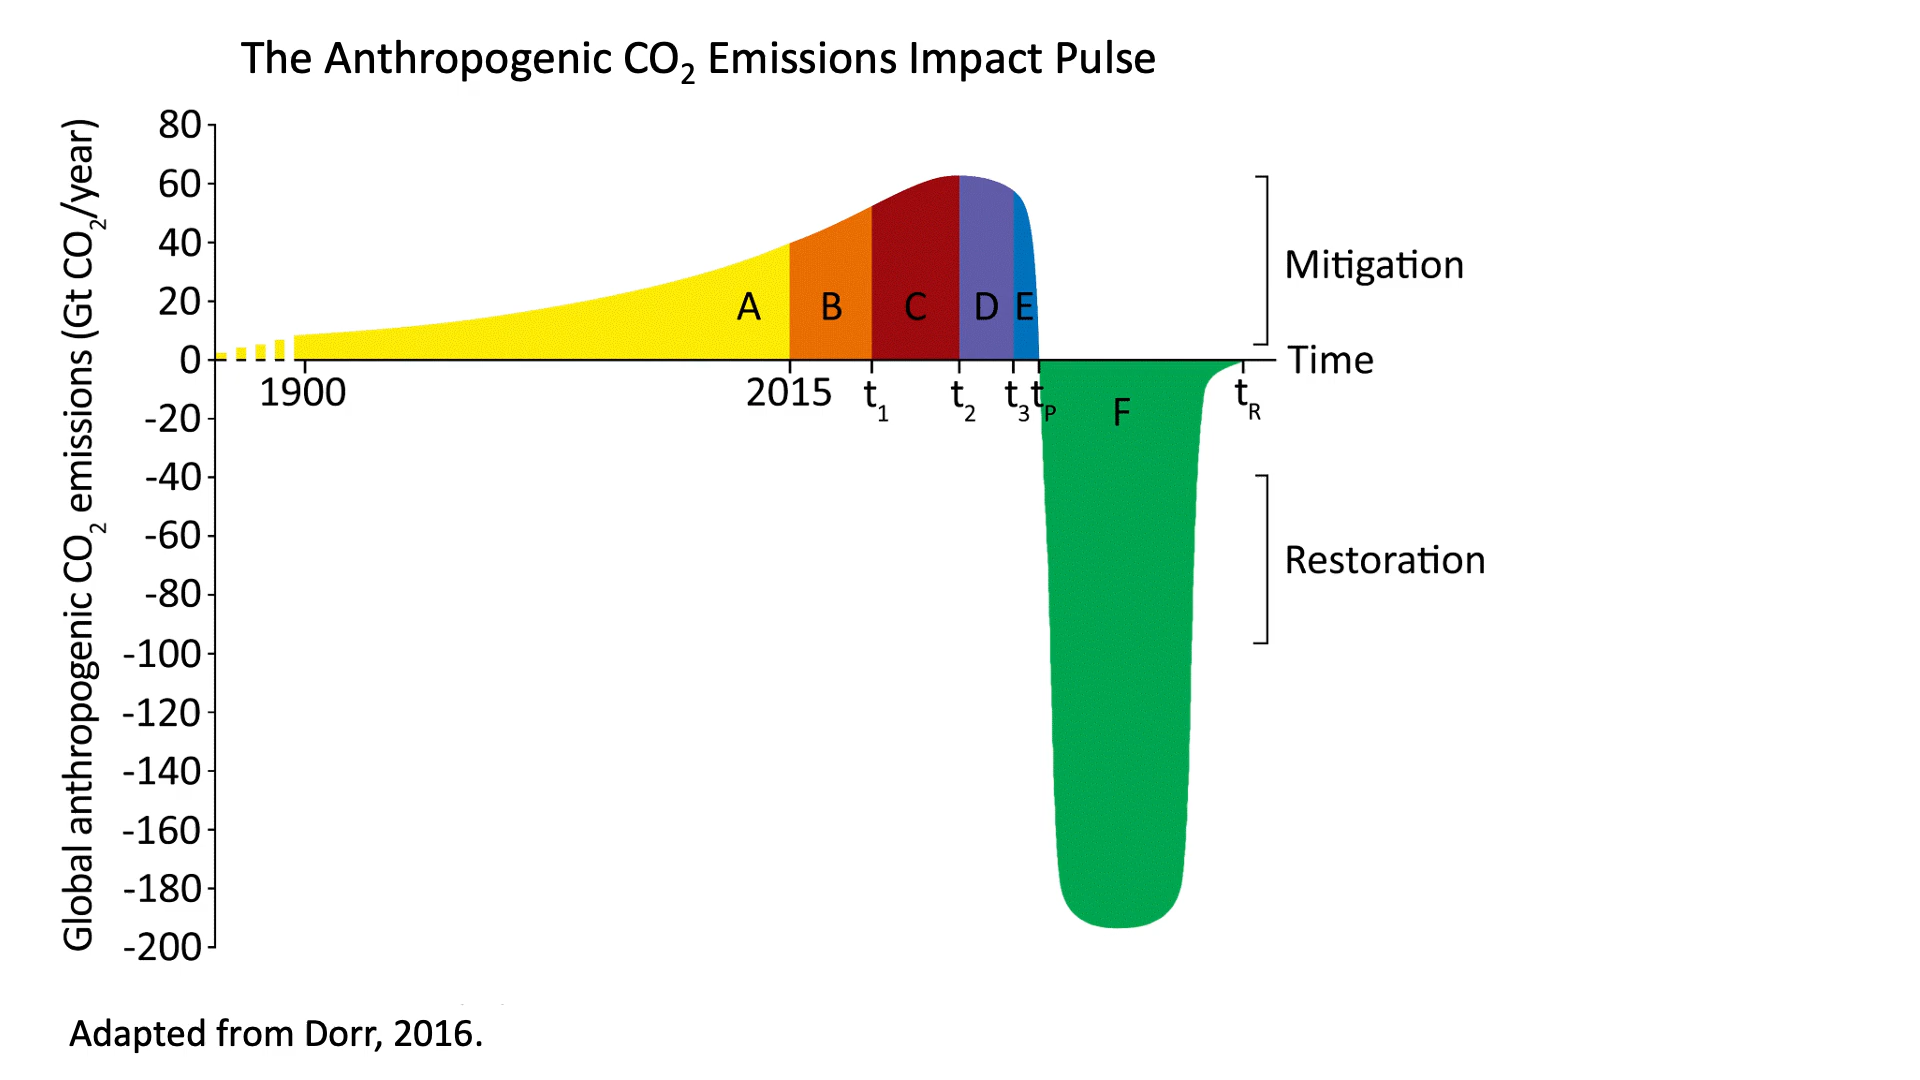 The Anthropogenic CO₂ Emissions Impact Pulse
Global anthropogenic CO₂ emissions (Gt CO₂/year)
80
60
40
20
0
-20
-40
-60
-80
-100
-120
-140
-160
-180
-200
A
B
C
D
E
F
1900
2015
t₁
t₂
t₃
tP
tR
Time
Mitigation
Restoration
Adapted from Dorr, 2016.